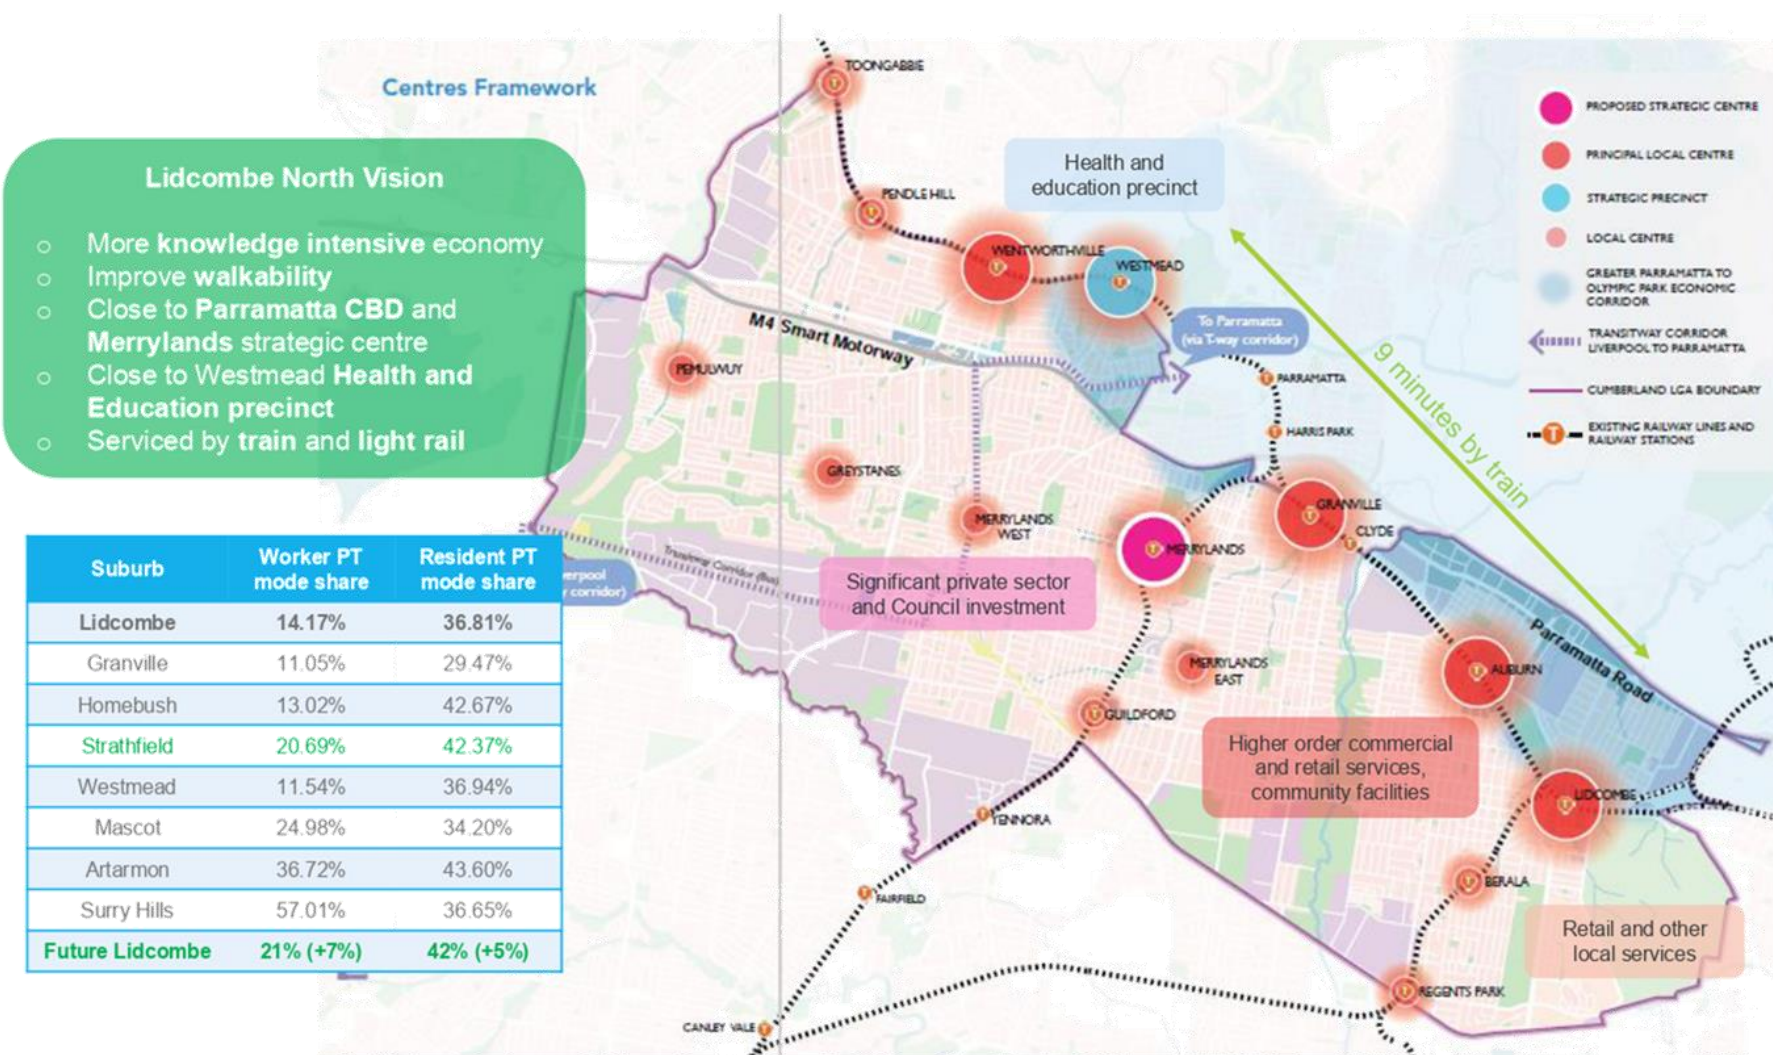 Centres Framework
Lidcombe North Vision
o More knowledge intensive economy
o Improve walkability
o Close to Parramatta CBD and
Merrylands strategic centre
o Close to Westmead Health and
Education precinct
o Serviced by train and light rail
Suburb Worker PT mode share Resident PT mode share
Lidcombe 14.17% 36.81%
Granville 11.05% 29.47%
Homebush 13.02% 42.67%
Strathfield 20.69% 42.37%
Westmead 11.54% 36.94%
Mascot 24.98% 34.20%
Artarmon 36.72% 43.60%
Surry Hills 57.01% 36.65%
Future Lidcombe 21% (+7%) 42% (+5%)
TOONGABBIE
PENDLE HILL
Health and
education precinct
WENTWORTHVILLE
WESTMEAD
M4 Smart Motorway
To Parramatta
(via T-way corridor)
PEMULWUY
PARRAMATTA
HARRIS PARK
GREYSTANES
MERRYLANDS
WEST
GRANVILLE
CLYDE
MERRYLANDS
Transitway Corridor (Bus)
erpool
y corridor)
Significant private sector
and Council investment
9 minutes by train
Parramatta Road
MERRYLANDS
EAST
AUBURN
GUILDFORD
Higher order commercial
and retail services,
community facilities
LIDCOMBE
YENNORA
BERALA
FAIRFIELD
Retail and other
local services
REGENTS PARK
CANLEY VALE
PROPOSED STRATEGIC CENTRE
PRINCIPAL LOCAL CENTRE
STRATEGIC PRECINCT
LOCAL CENTRE
GREATER PARRAMATTA TO
OLYMPIC PARK ECONOMIC
CORRIDOR
TRANSITWAY CORRIDOR
LIVERPOOL TO PARRAMATTA
CUMBERLAND LGA BOUNDARY
T
EXISTING RAILWAY LINES AND
RAILWAY STATIONS